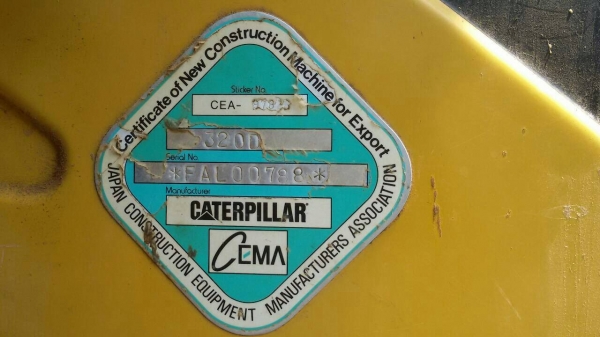 Certificate of New Construction Machine for Export
Sticker No.
CEA-
320D
Serial No.
*FAL00798*
Manufacturer
CATERPILLAR
CEMA
JAPAN CONSTRUCTION EQUIPMENT MANUFACTURERS ASSOCIATION